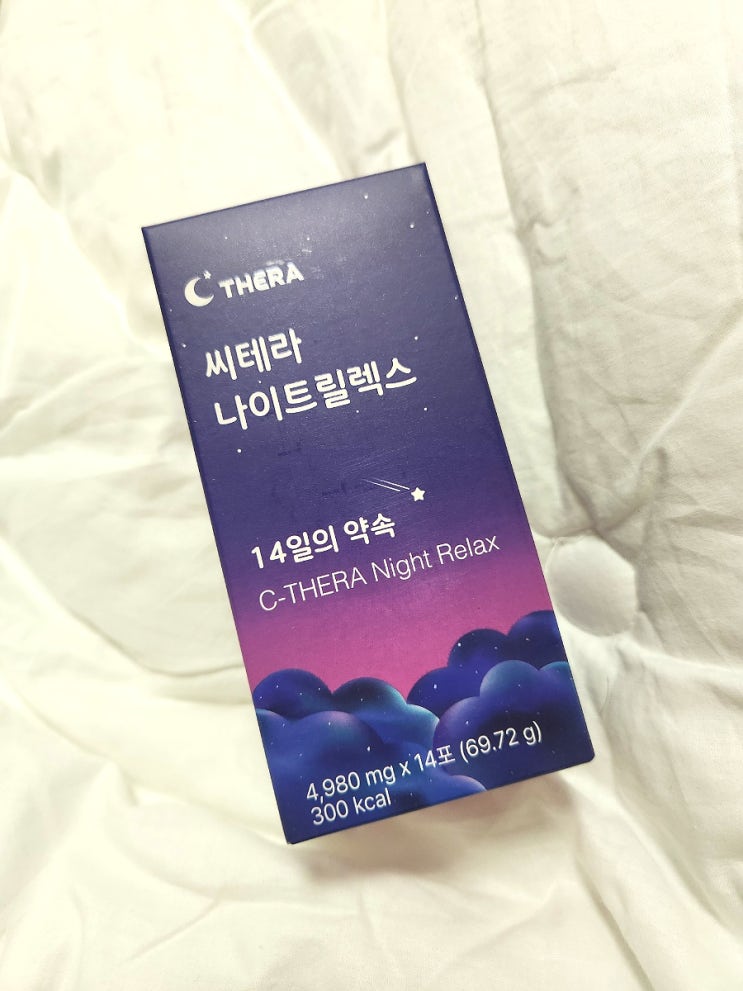 THERA
씨테라
나이트릴렉스
14일의 약속
C-THERA Night Relax
4,980 mg x 14포 (69.72 g)
300 kcal